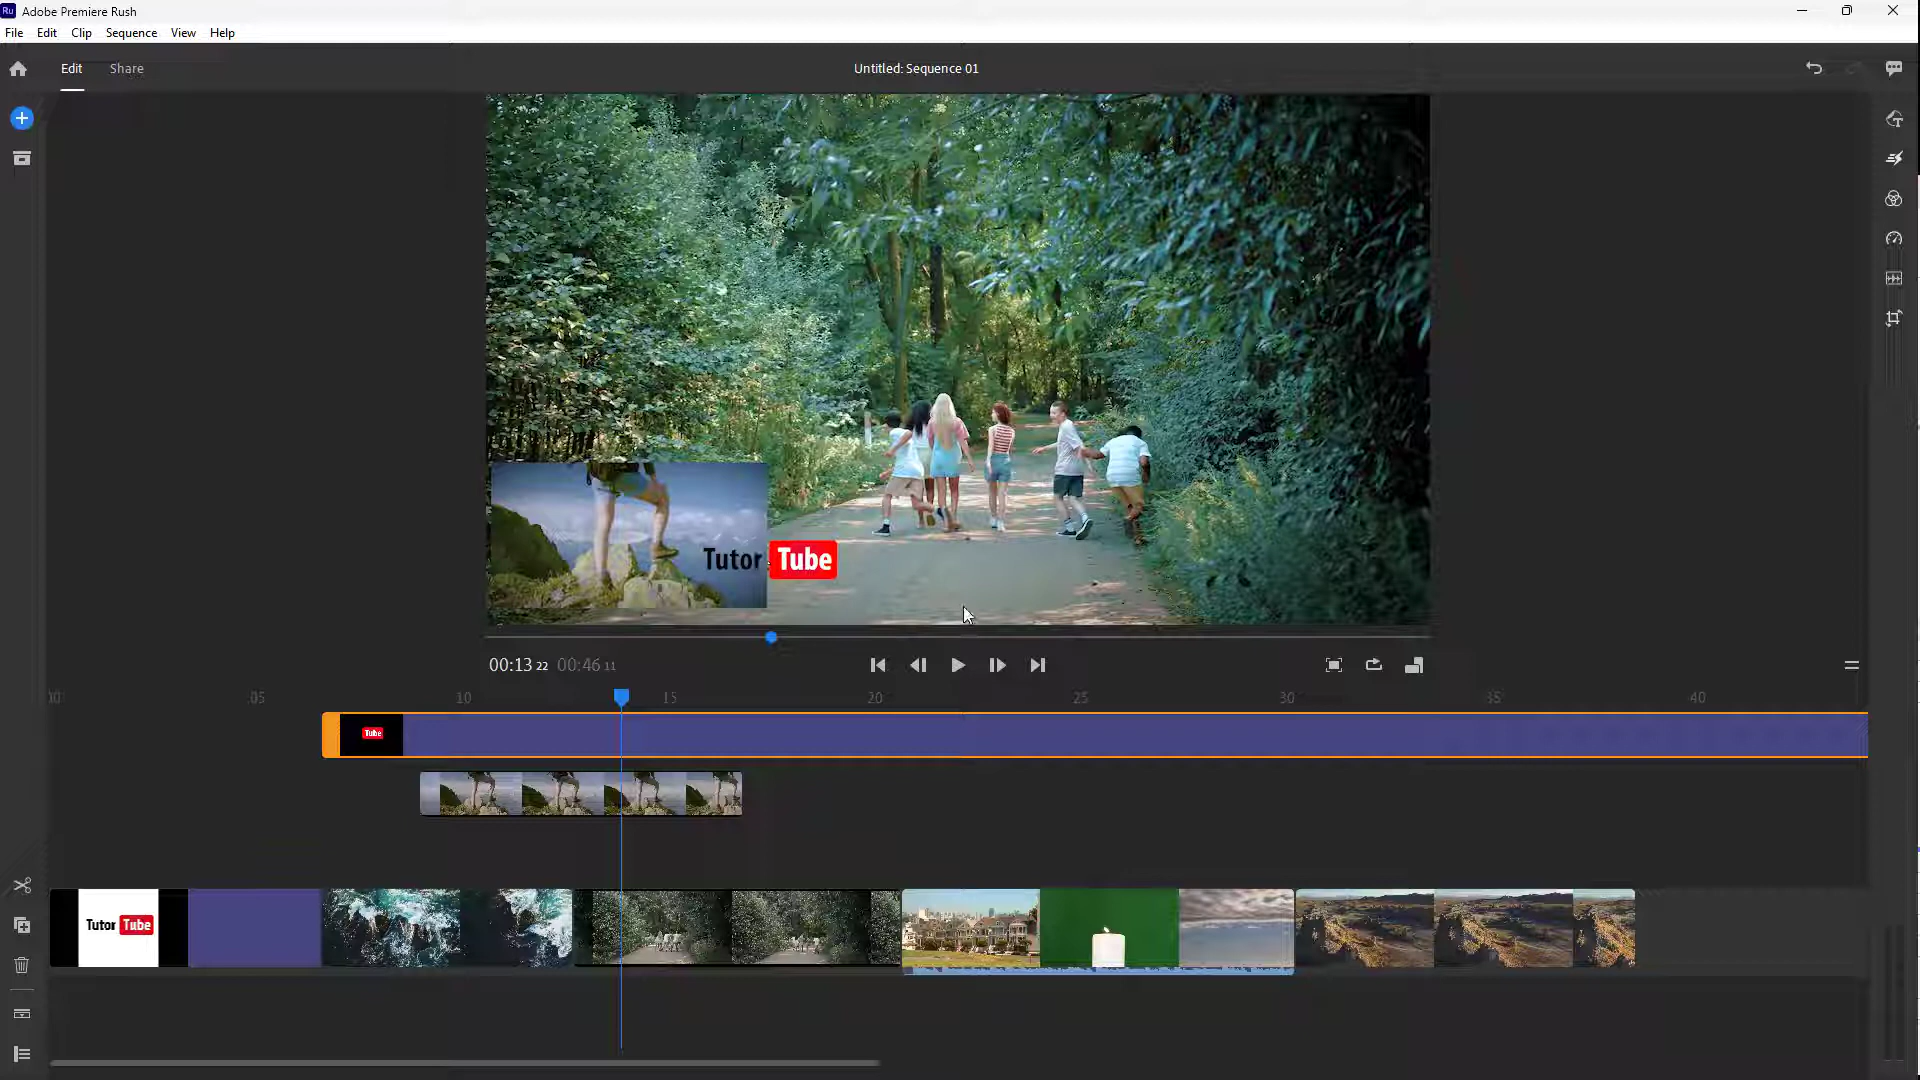 Ru Adobe Premiere Rush
File Edit Clip Sequence View Help
Edit Share Untitled: Sequence 01
Tutor Tube
00:13 22 00:46 11
05 10 15 20 25 30 35 40
Tube
Tutor Tube